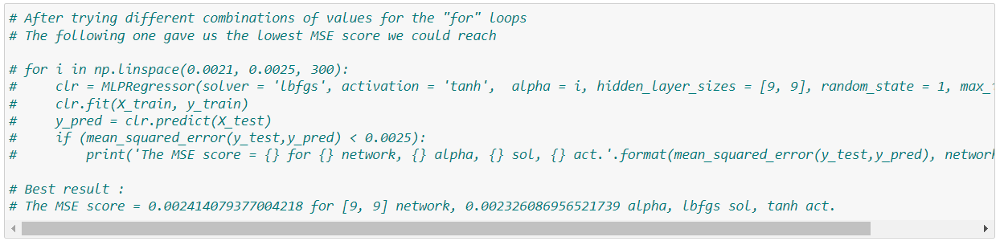 # After trying different combinations of values for the "for" loops
# The following one gave us the lowest MSE score we could reach
# for i in np.linspace(0.0021, 0.0025, 300):
#     clr = MLPRegressor(solver = 'lbfgs', activation = 'tanh',  alpha = i, hidden_layer_sizes = [9, 9], random_state = 1,
#     clr.fit(X_train, y_train)
#     y_pred = clr.predict(X_test)
#     if (mean_squared_error(y_test,y_pred) < 0.0025):
#         print('The MSE score = {} for {} network, {} alpha, {} sol, {} act.'.format(mean_squared_error(y_test,y_pred),
# Best result :
# The MSE score = 0.002414079377004218 for [9, 9] network, 0.002326086956521739 alpha, lbfgs sol, tanh act.